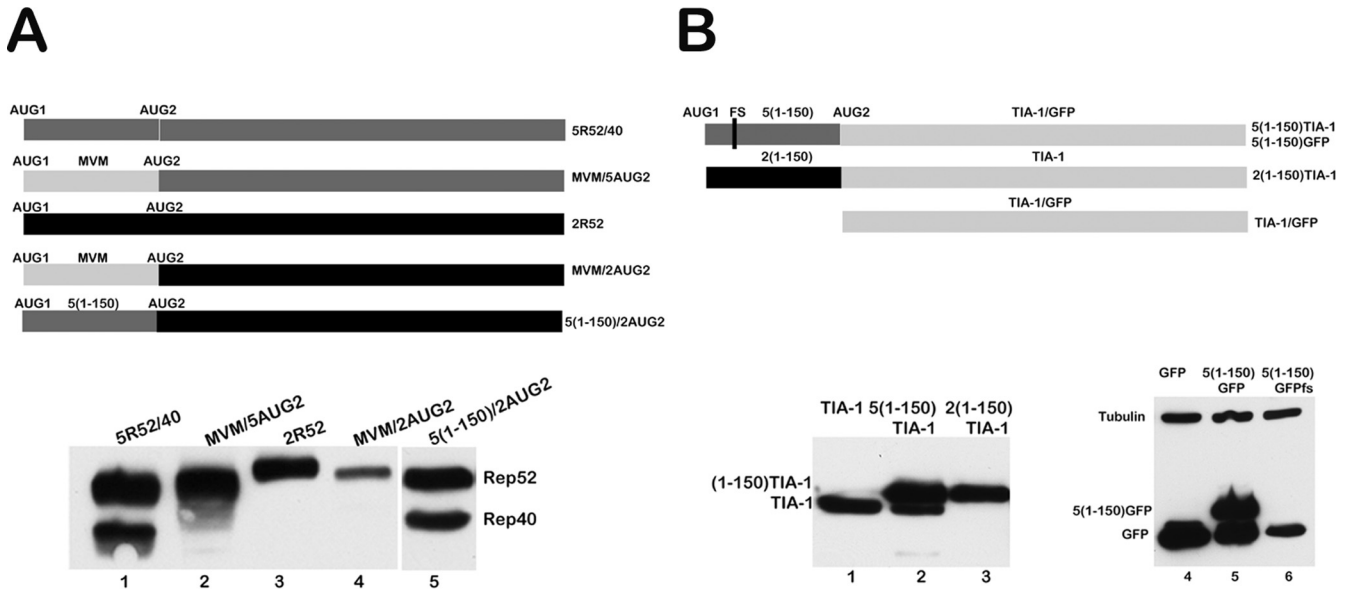 A
AUG1 AUG2
5R52/40
AUG1 MVM AUG2
MVM/5AUG2
AUG1 AUG2
2R52
AUG1 MVM AUG2
MVM/2AUG2
AUG1 5(1-150) AUG2
5(1-150)/2AUG2
5R52/40 MVM/5AUG2 2R52 MVM/2AUG2 5(1-150)/2AUG2
Rep52
Rep40
1 2 3 4 5
B
AUG1 FS 5(1-150) AUG2 TIA-1/GFP
5(1-150)TIA-1
5(1-150)GFP
2(1-150) TIA-1
2(1-150)TIA-1
TIA-1/GFP
TIA-1/GFP
TIA-1 5(1-150) 2(1-150)
TIA-1 TIA-1
(1-150)TIA-1
TIA-1
1 2 3
GFP 5(1-150) 5(1-150)
GFP GFPfs
Tubulin
5(1-150)GFP
GFP
4 5 6